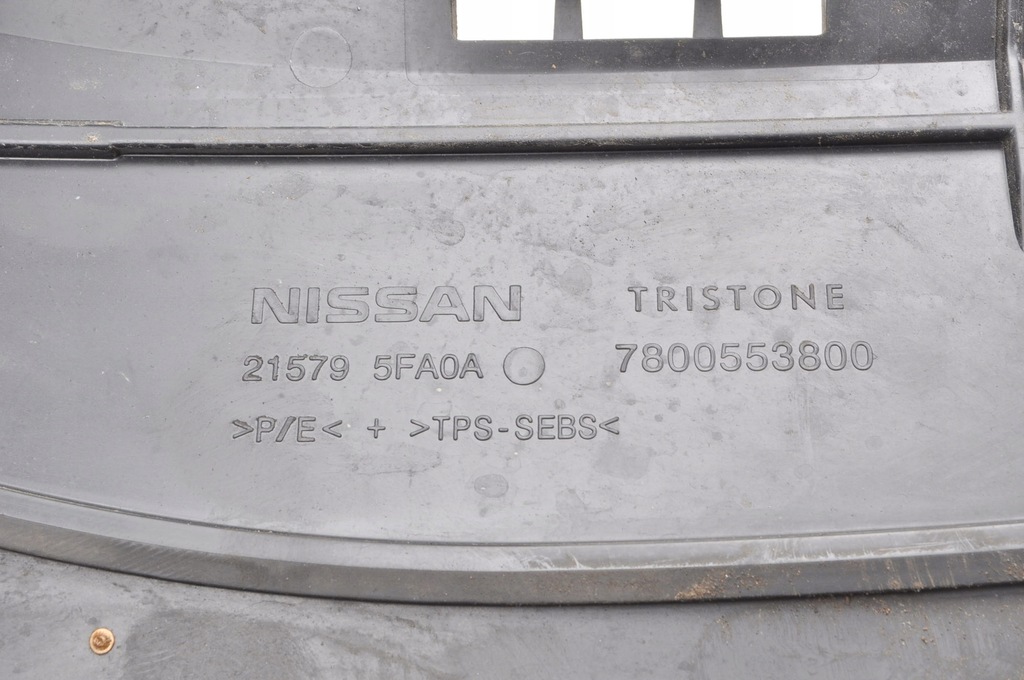 NISSAN TRISTONE
21579 5FA0A 7800553800
>P/E< + >TPS-SEBS<